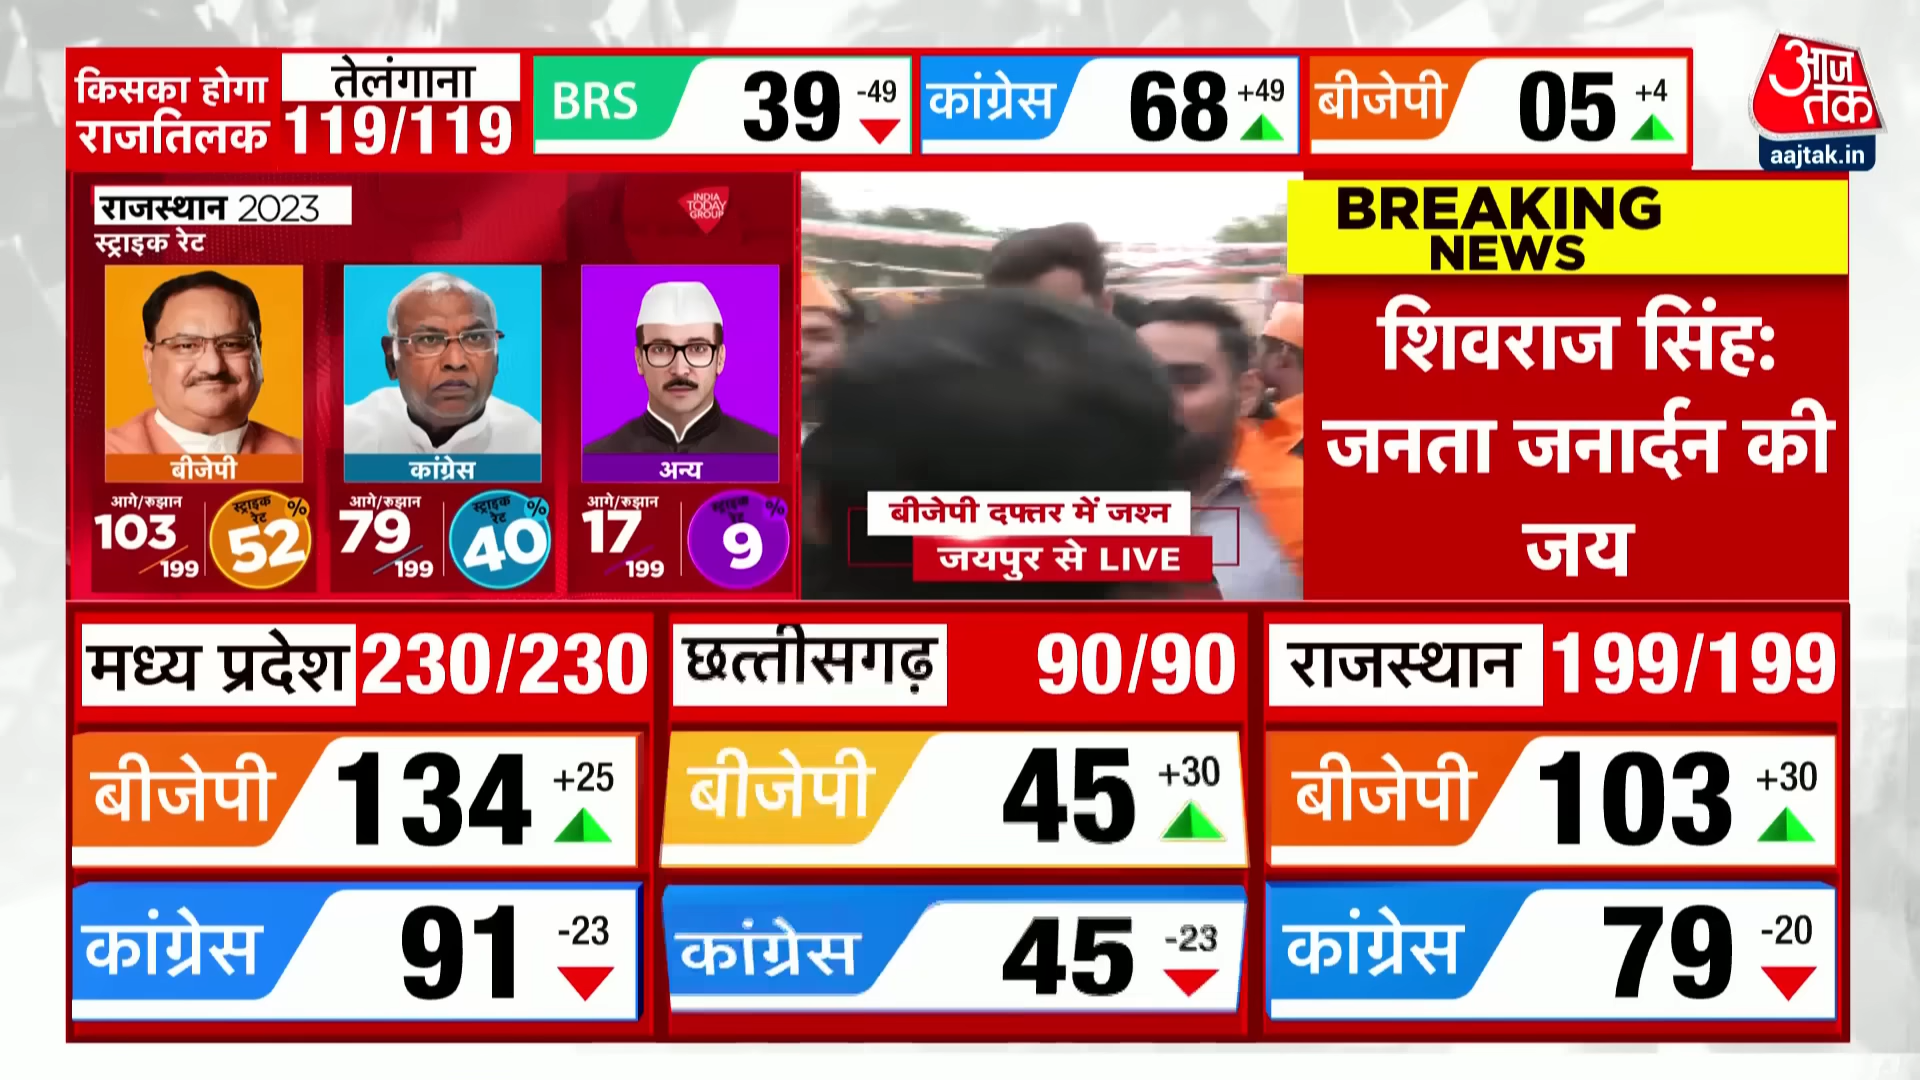 किसका होगा
राजतिलक
तेलंगाना
119/119
BRS 39 -49
कांग्रेस 68 +49
बीजेपी 05 +4
आज
तक
aajtak.in
राजस्थान 2023
स्ट्राइक रेट
INDIA
TODAY
GROUP
बीजेपी
आगे/रुझान
103
199
स्ट्राइक
रेट
%
52
कांग्रेस
आगे/रुझान
79
199
स्ट्राइक
रेट
%
40
अन्य
आगे/रुझान
17
199
स्ट्राइक
रेट
%
9
बीजेपी दफ्तर में जश्न
जयपुर से LIVE
BREAKING
NEWS
शिवराज सिंह:
जनता जनार्दन की
जय
मध्य प्रदेश 230/230
बीजेपी 134 +25
कांग्रेस 91 -23
छत्तीसगढ़ 90/90
बीजेपी 45 +30
कांग्रेस 45 -23
राजस्थान 199/199
बीजेपी 103 +30
कांग्रेस 79 -20